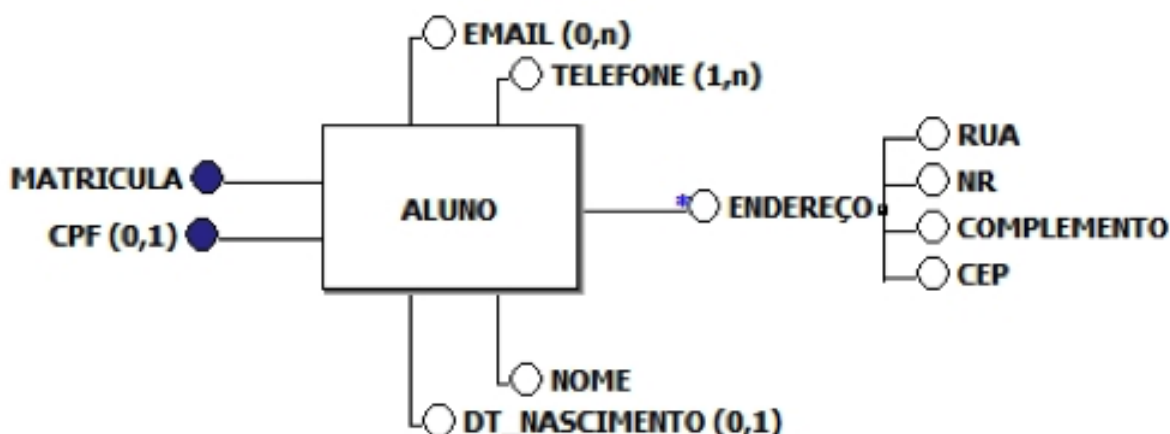 EMAIL (0,n)
TELEFONE (1,n)
MATRICULA
CPF (0,1)
ALUNO
* ENDEREÇO
RUA
NR
COMPLEMENTO
CEP
NOME
DT_NASCIMENTO (0,1)